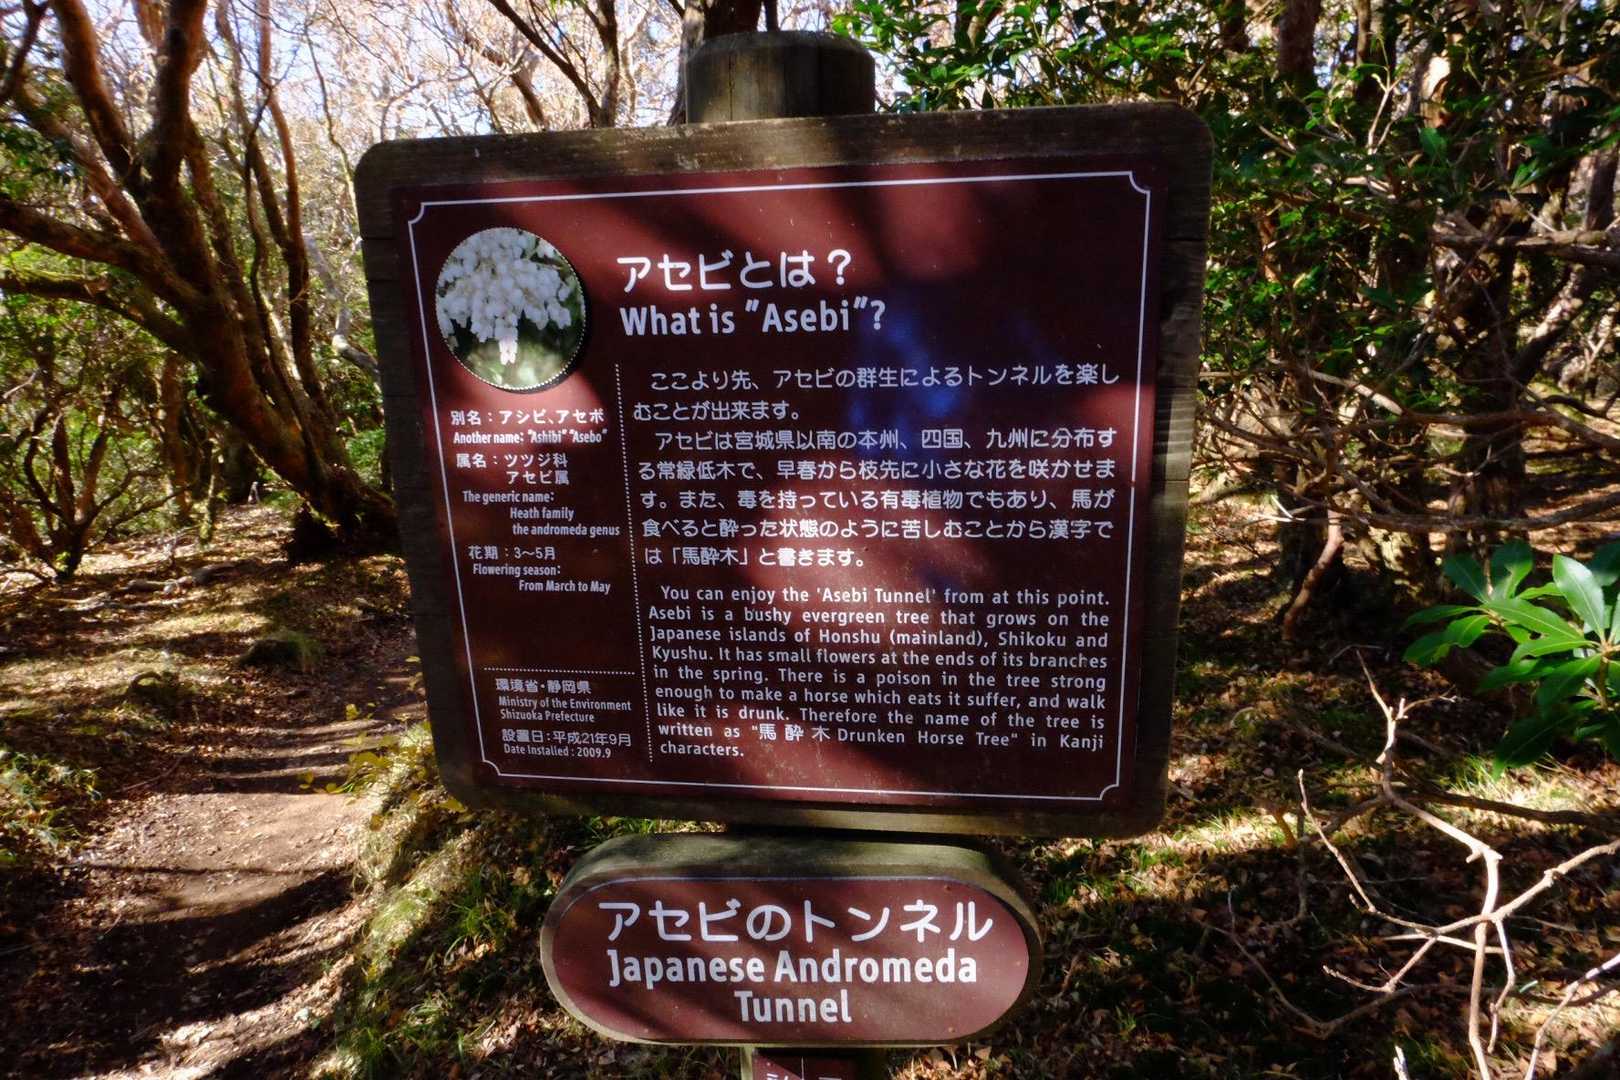 アセビとは？
What is "Asebi"?
別名：アシビ、アセボ
Another name: "Ashibi" "Asebo"
属名：ツツジ科
アセビ属
The generic name:
Heath family
the andromeda genus
花期：3〜5月
Flowering season:
From March to May
環境省・静岡県
Ministry of the Environment
Shizuoka Prefecture
設置日：平成21年9月
Date Installed : 2009.9
ここより先、アセビの群生によるトンネルを楽し
むことが出来ます。
アセビは宮城県以南の本州、四国、九州に分布す
る常緑低木で、早春から枝先に小さな花を咲かせま
す。また、毒を持っている有毒植物でもあり、馬が
食べると酔った状態のように苦しむことから漢字で
は「馬酔木」と書きます。
You can enjoy the 'Asebi Tunnel' from at this point.
Asebi is a bushy evergreen tree that grows on the
Japanese islands of Honshu (mainland), Shikoku and
Kyushu. It has small flowers at the ends of its branches
in the spring. There is a poison in the tree strong
enough to make a horse which eats it suffer, and walk
like it is drunk. Therefore the name of the tree is
written as "馬酔木 Drunken Horse Tree" in Kanji
characters.
アセビのトンネル
Japanese Andromeda
Tunnel